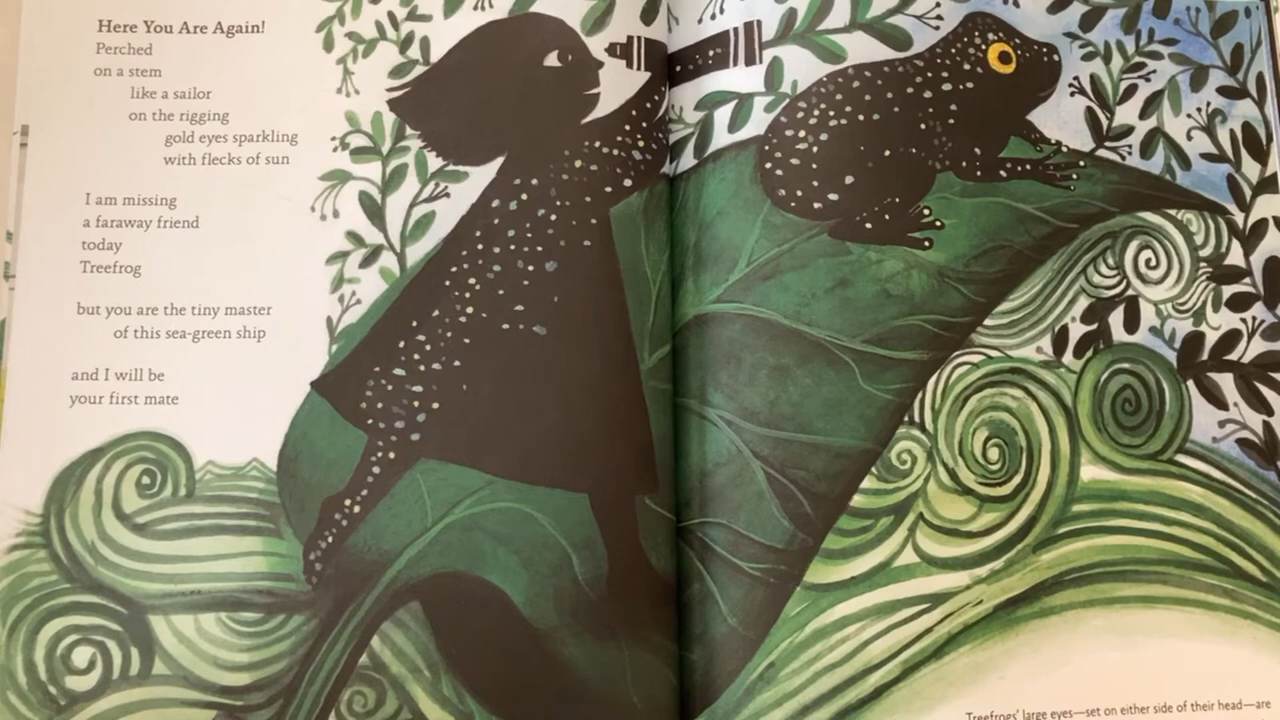 Here You Are Again!
Perched
on a stem
like a sailor
on the rigging
gold eyes sparkling
with flecks of sun
I am missing
a faraway friend
today
Treefrog
but you are the tiny master
of this sea-green ship
and I will be
your first mate
Treefrogs' large eyes—set on either side of their head—are